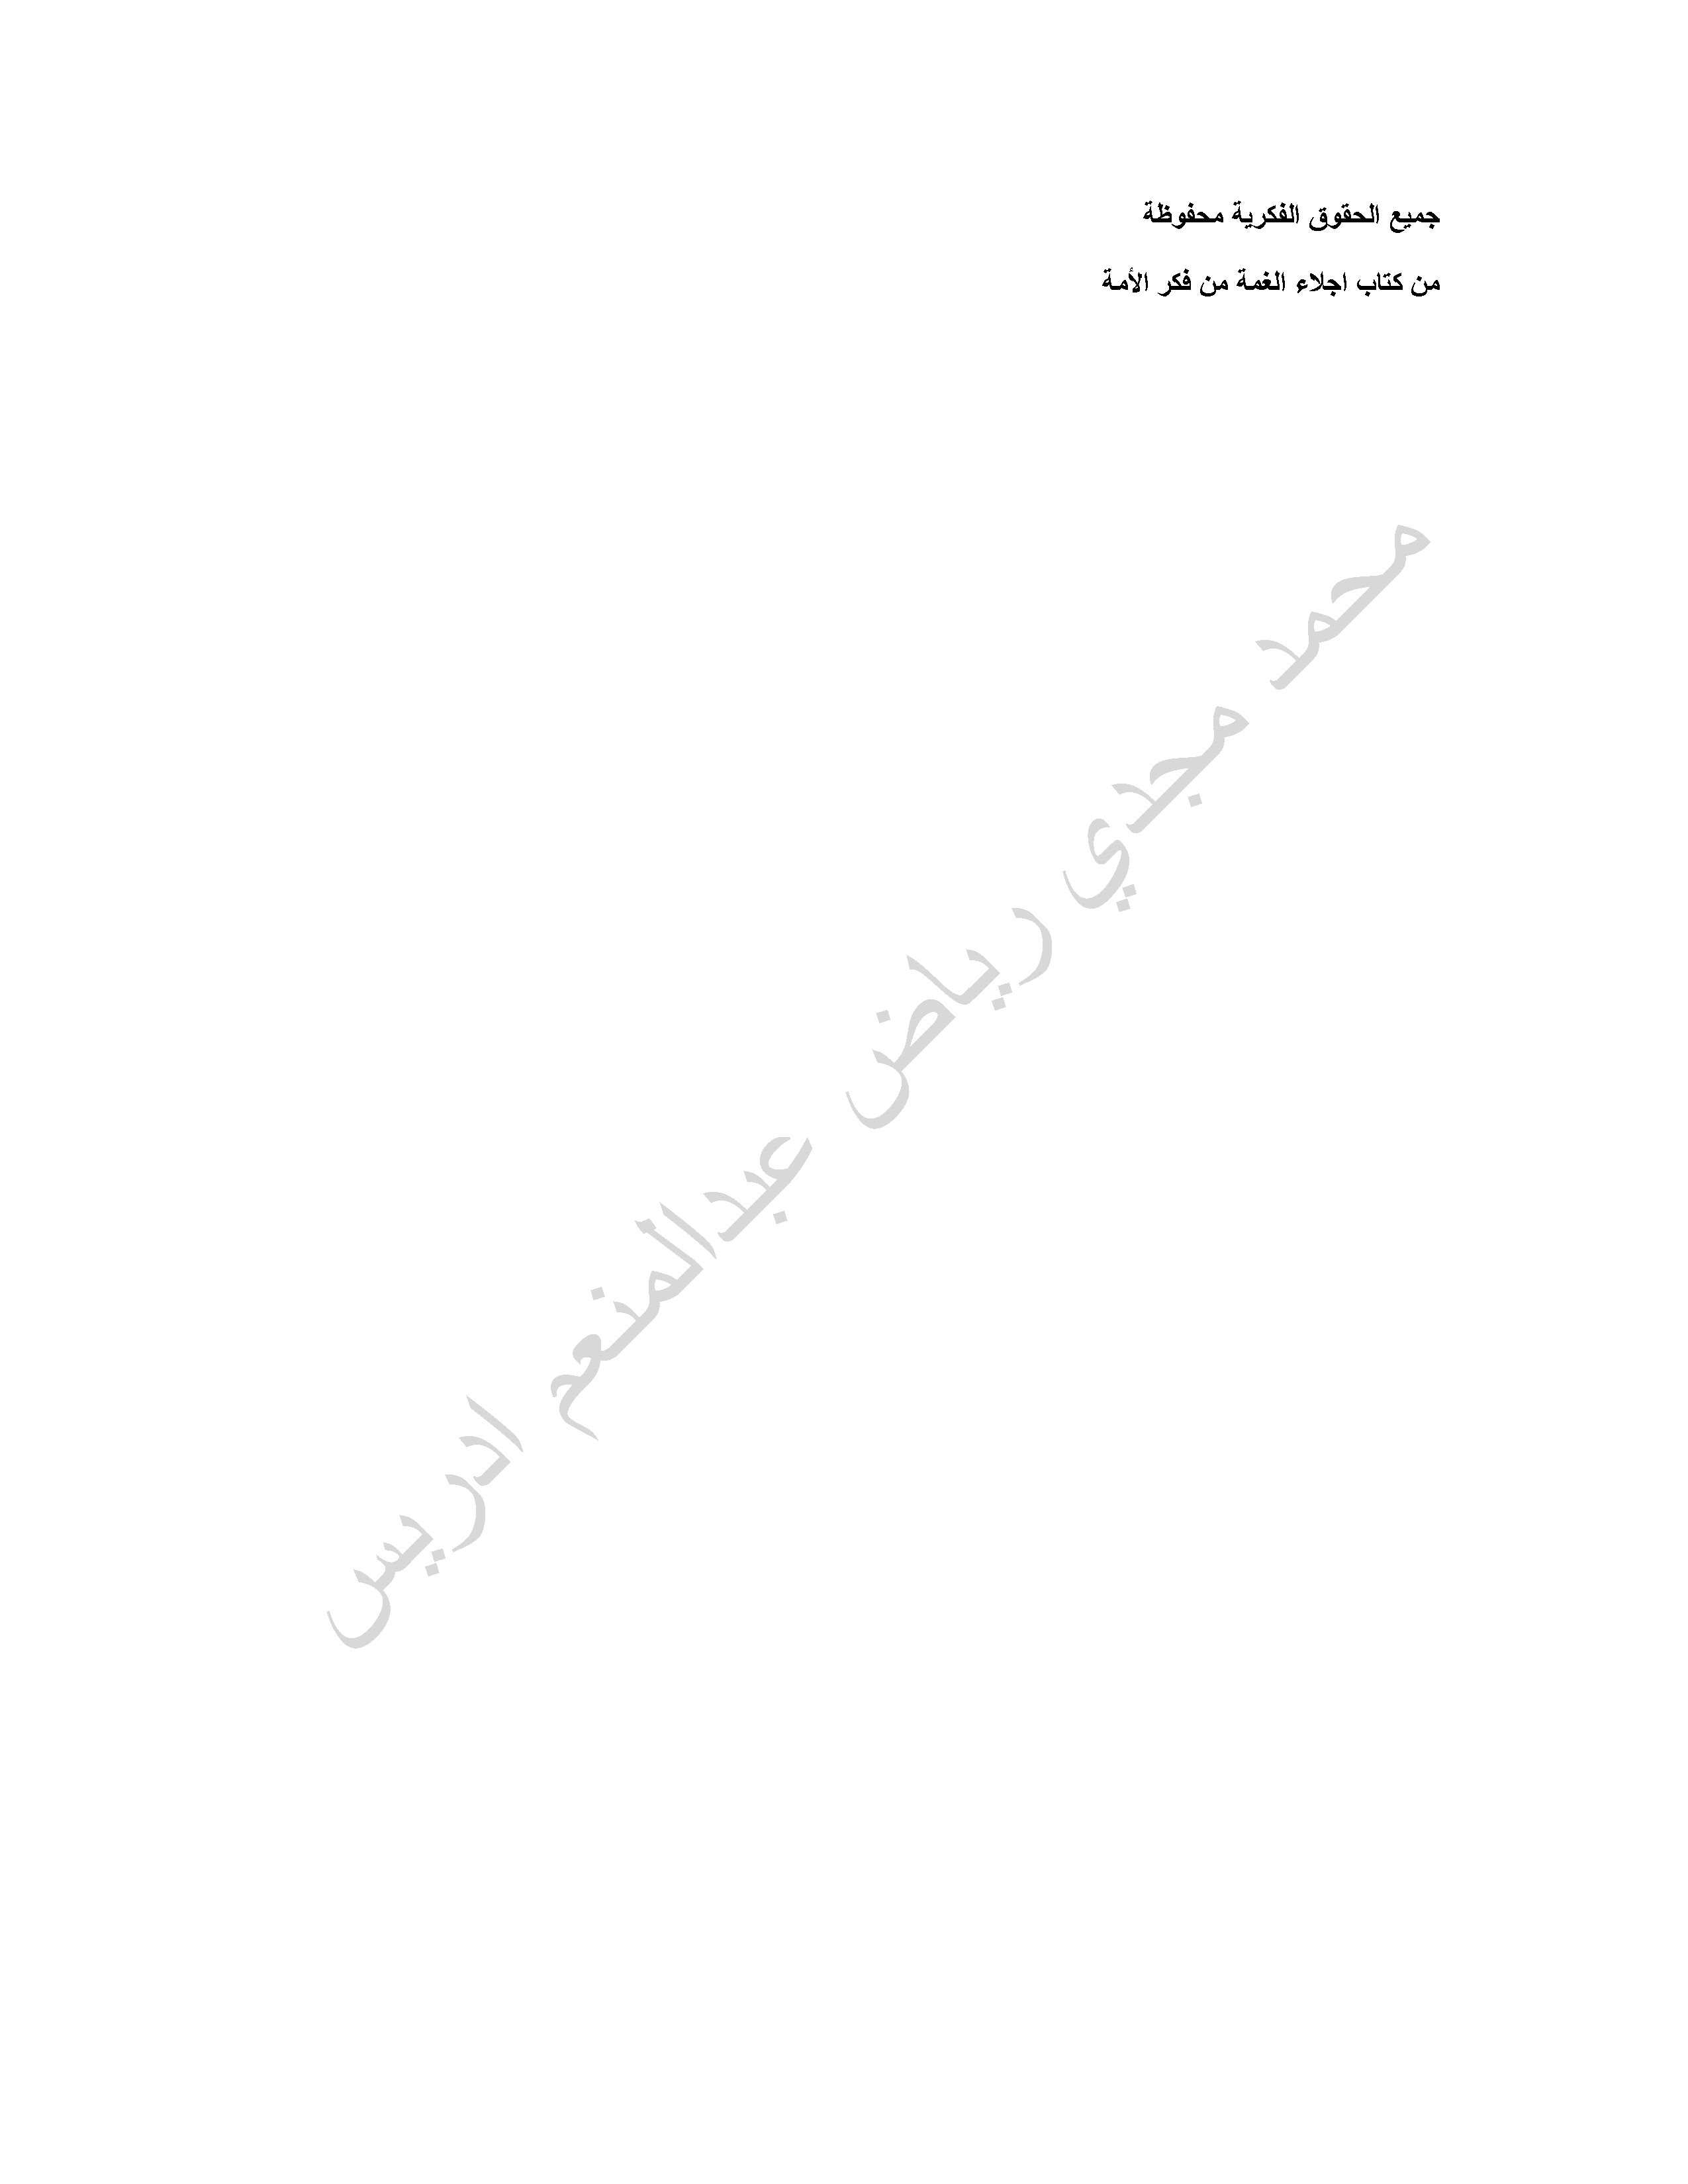 جميع الحقوق الفكرية محفوظة
من كتاب اجلاء الغمة من فكر الأمة
محمد مجدي رياض عبدالمنعم ادريس